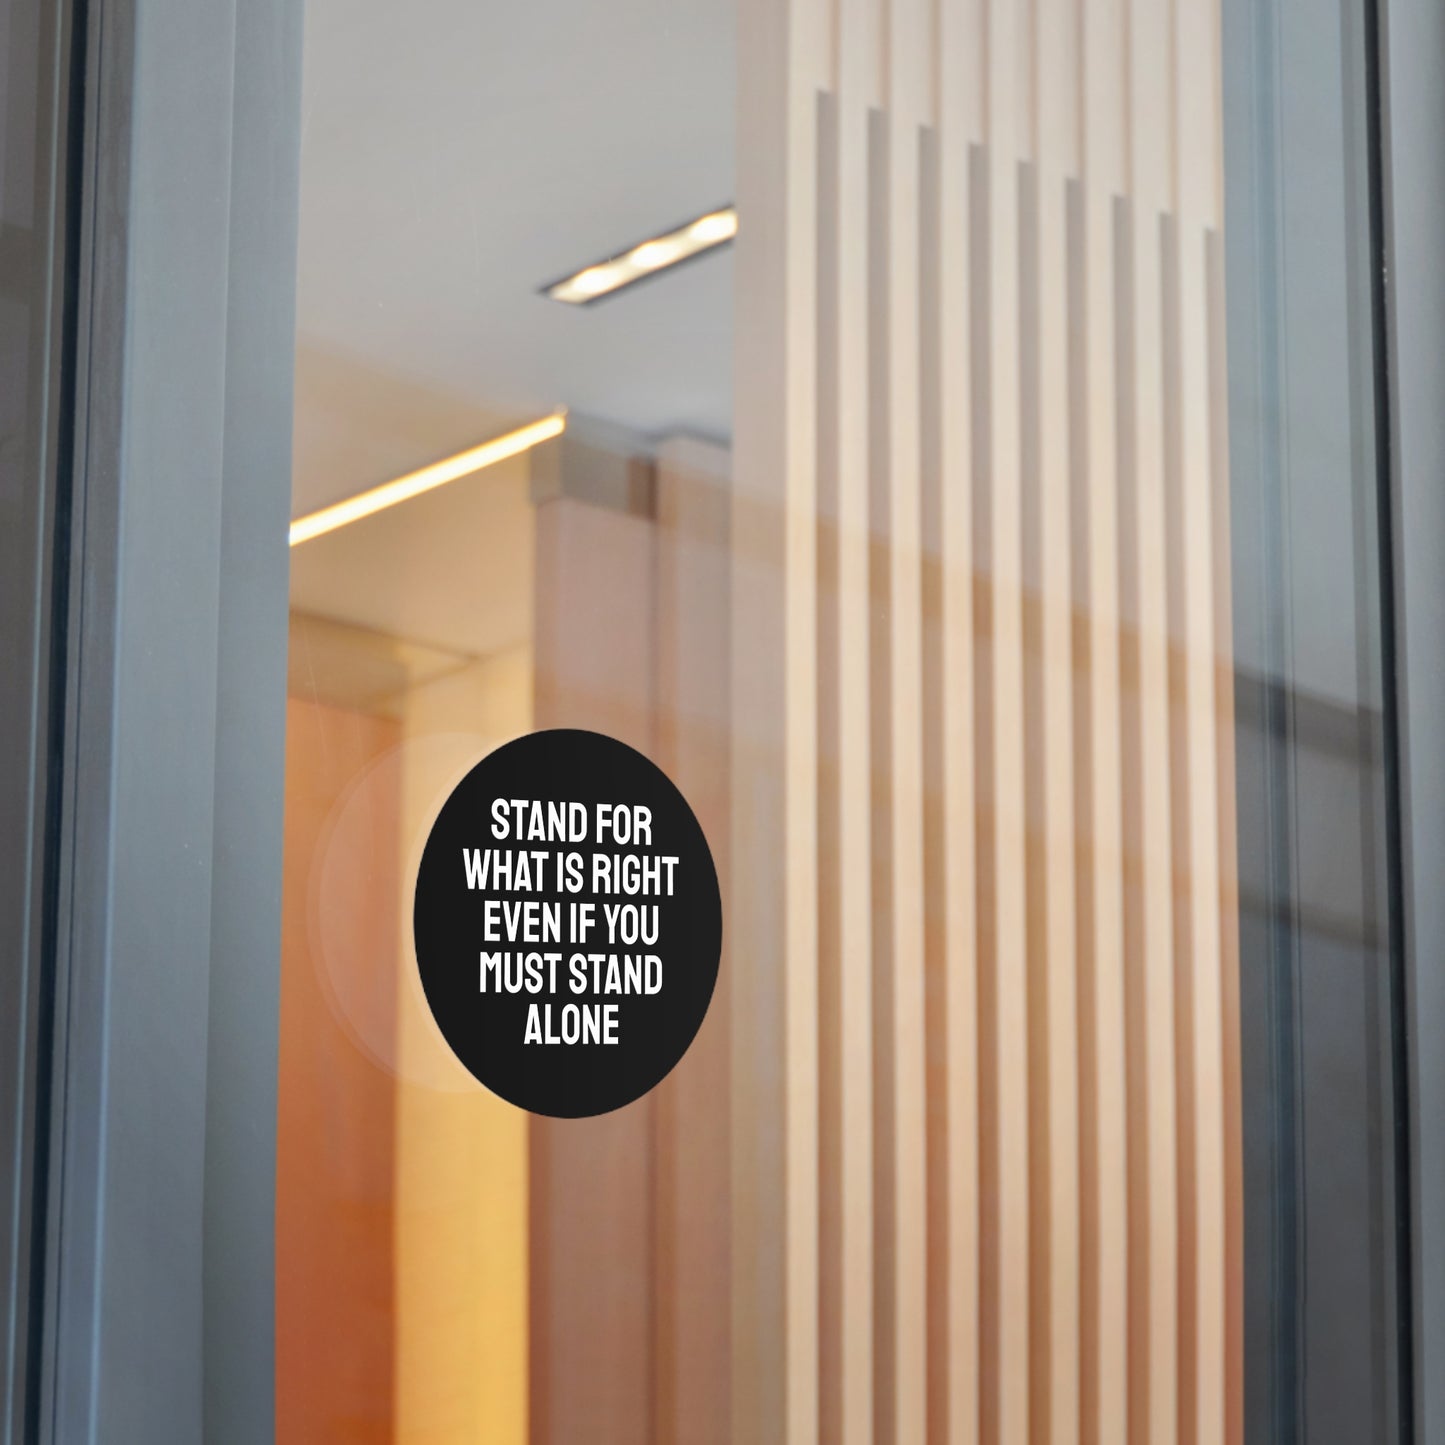 STAND FOR
WHAT IS RIGHT
EVEN IF YOU
MUST STAND
ALONE